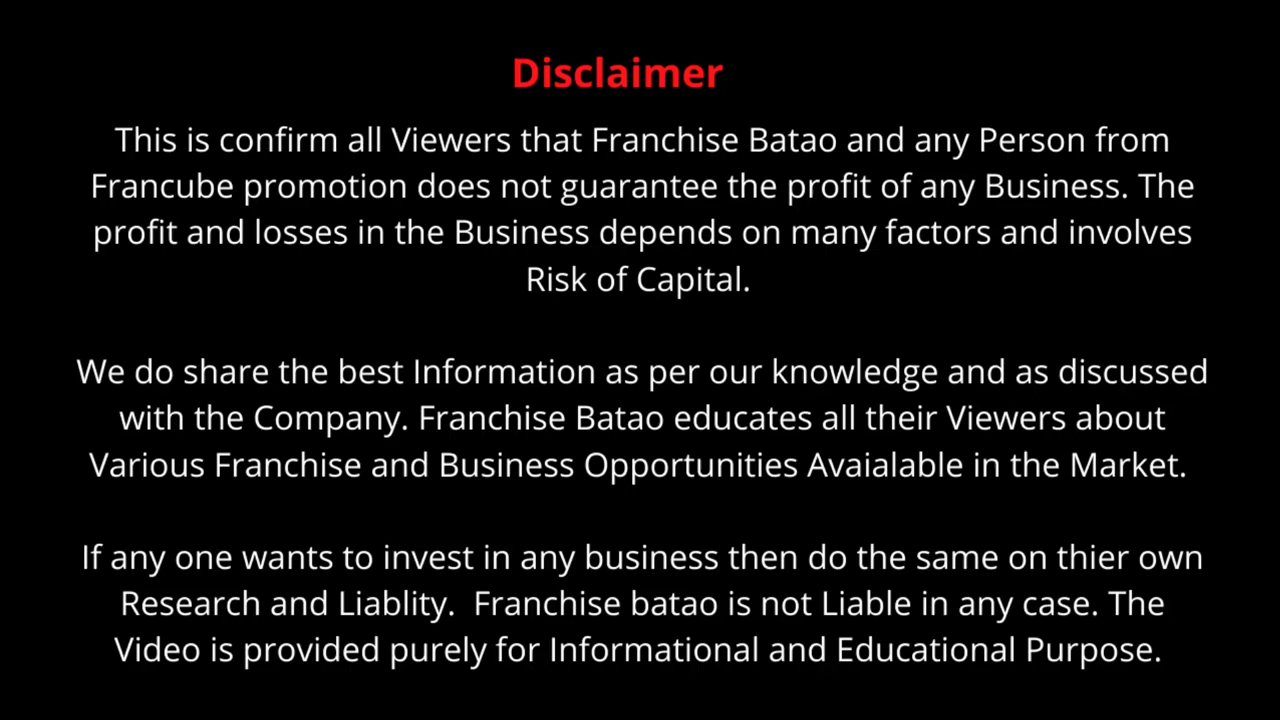 Disclaimer
This is confirm all Viewers that Franchise Batao and any Person from
Francube promotion does not guarantee the profit of any Business. The
profit and losses in the Business depends on many factors and involves
Risk of Capital.
We do share the best Information as per our knowledge and as discussed
with the Company. Franchise Batao educates all their Viewers about
Various Franchise and Business Opportunities Avaialable in the Market.
If any one wants to invest in any business then do the same on thier own
Research and Liablity.  Franchise batao is not Liable in any case. The
Video is provided purely for Informational and Educational Purpose.